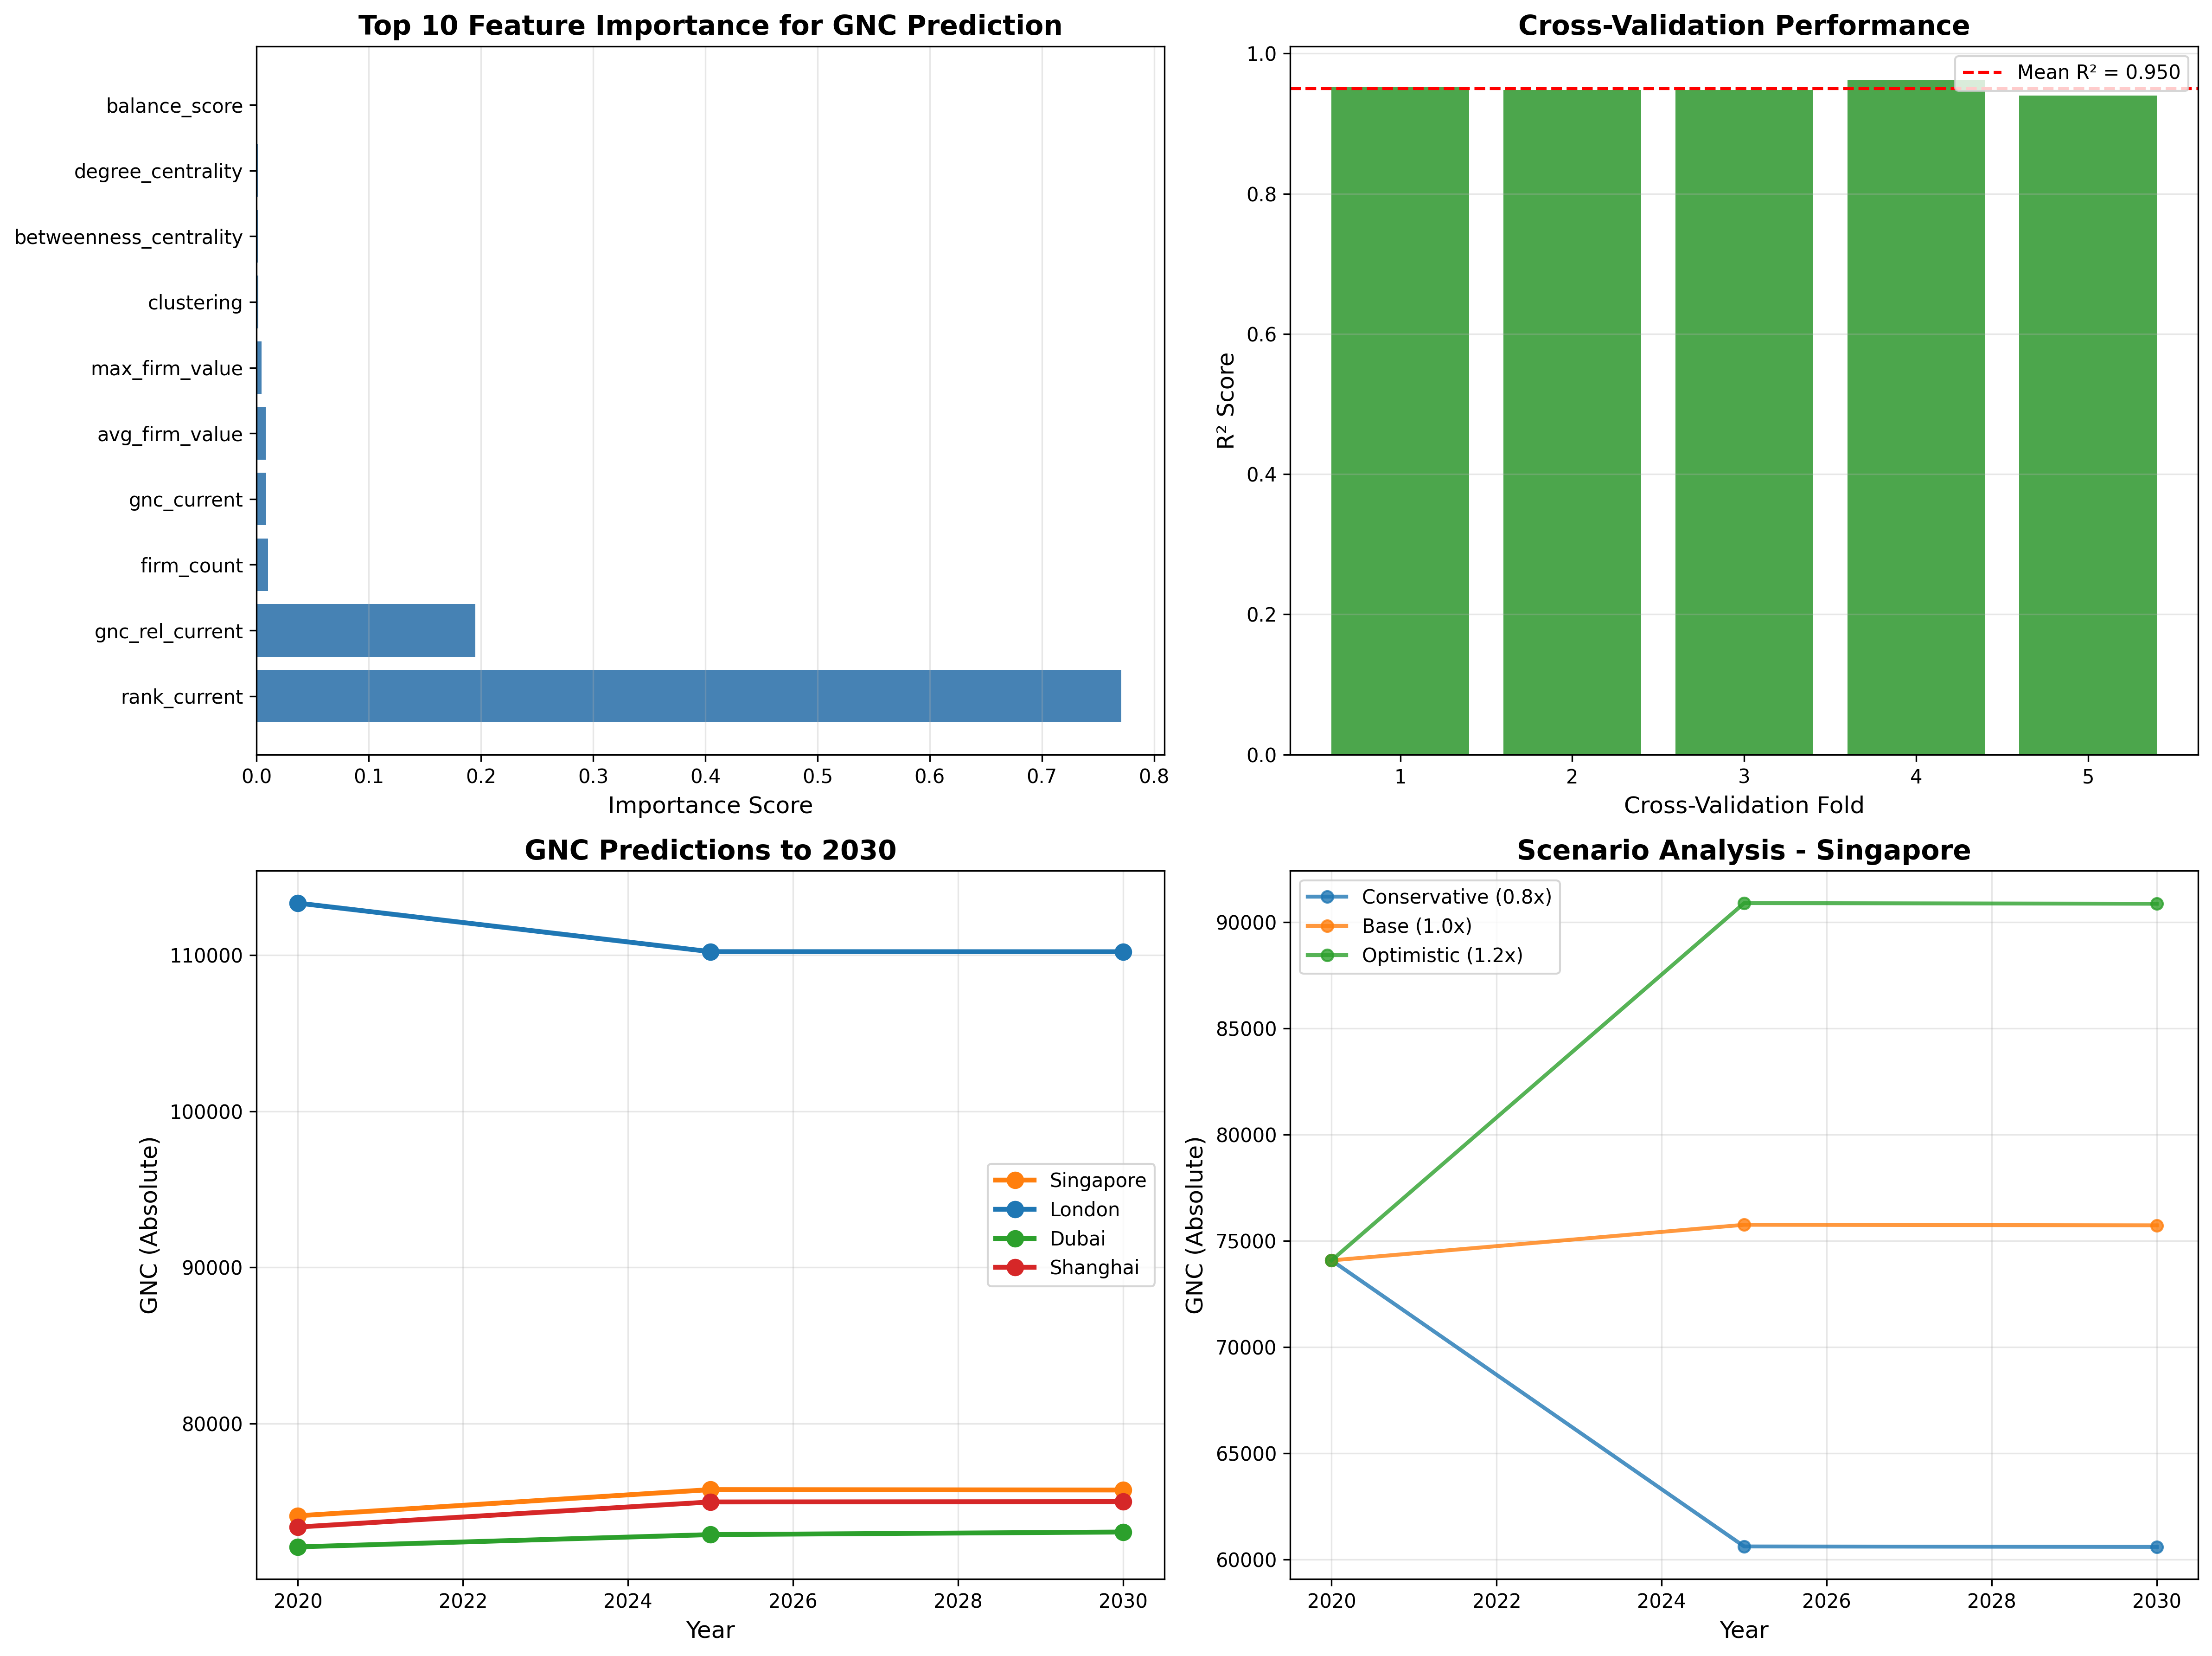 Top 10 Feature Importance for GNC Prediction
balance_score
degree_centrality
betweenness_centrality
clustering
max_firm_value
avg_firm_value
gnc_current
firm_count
gnc_rel_current
rank_current
0.0 0.1 0.2 0.3 0.4 0.5 0.6 0.7 0.8
Importance Score
Cross-Validation Performance
Mean R² = 0.950
R² Score
1.0
0.8
0.6
0.4
0.2
0.0
1 2 3 4 5
Cross-Validation Fold
GNC Predictions to 2030
GNC (Absolute)
110000
100000
90000
80000
Singapore
London
Dubai
Shanghai
2020 2022 2024 2026 2028 2030
Year
Scenario Analysis - Singapore
Conservative (0.8x)
Base (1.0x)
Optimistic (1.2x)
GNC (Absolute)
90000
85000
80000
75000
70000
65000
60000
2020 2022 2024 2026 2028 2030
Year